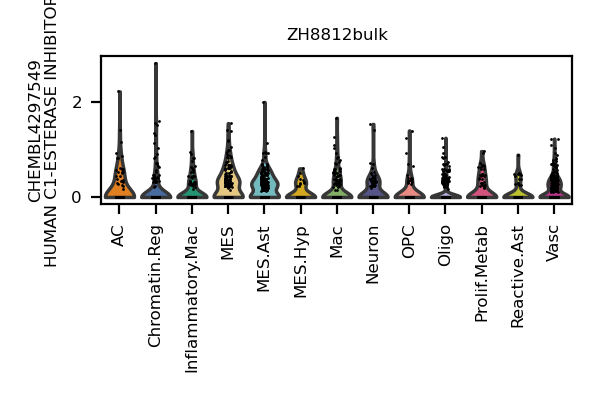 ZH8812bulk
CHEMBL4297549
HUMAN C1-ESTERASE INHIBITOR
2
0
AC
Chromatin.Reg
Inflammatory.Mac
MES
MES.Ast
MES.Hyp
Mac
Neuron
OPC
Oligo
Prolif.Metab
Reactive.Ast
Vasc